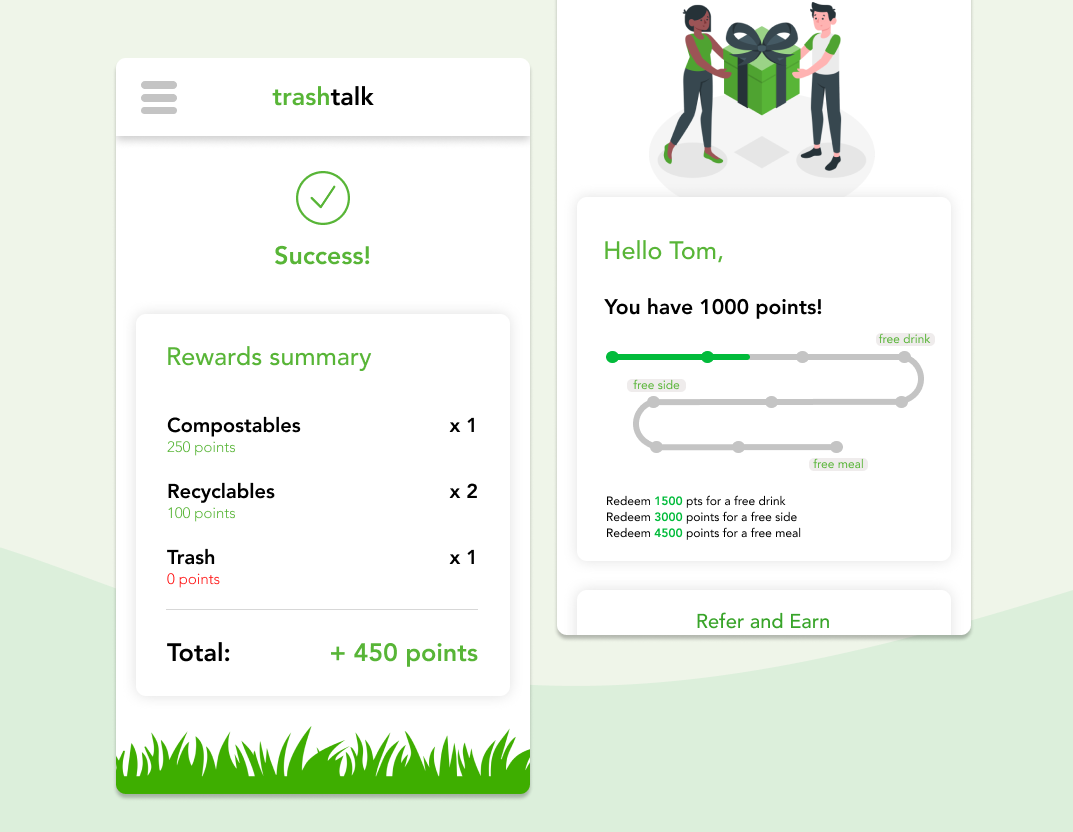 trashtalk
Success!
Rewards summary
Compostables x 1
250 points
Recyclables x 2
100 points
Trash x 1
0 points
Total: + 450 points
Hello Tom,
You have 1000 points!
free drink
free side
free meal
Redeem 1500 pts for a free drink
Redeem 3000 points for a free side
Redeem 4500 points for a free meal
Refer and Earn